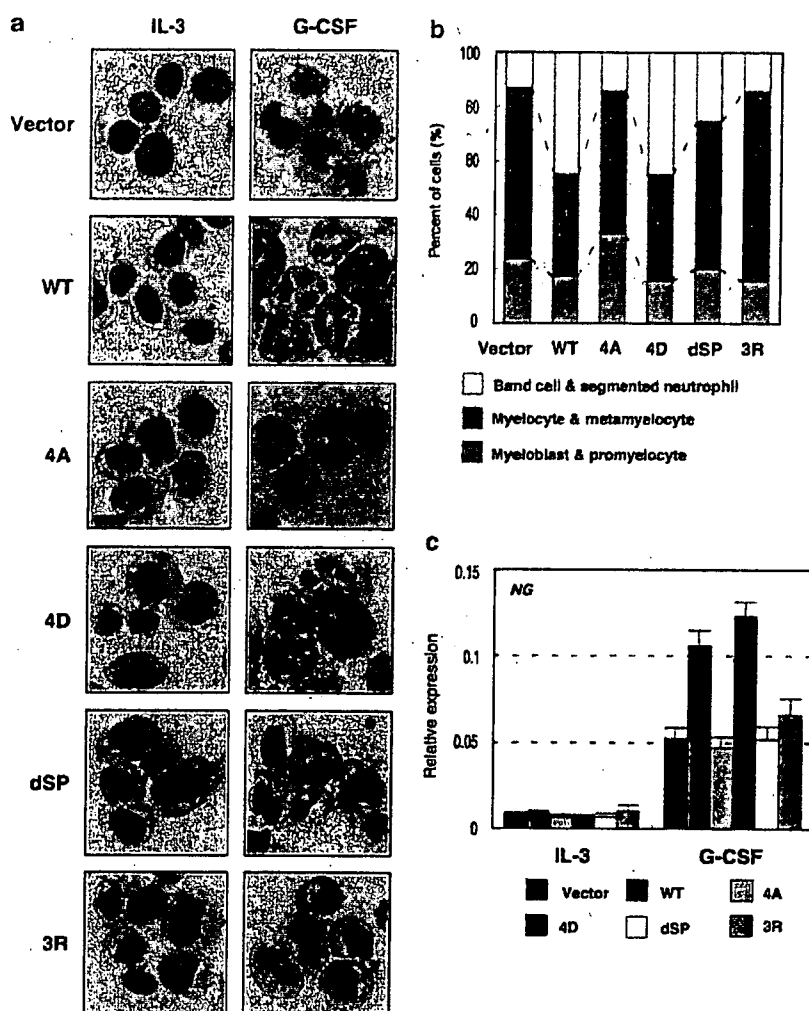 a
IL-3 G-CSF
Vector
WT
4A
4D
dSP
3R
b
Percent of cells (%)
100
80
60
40
20
0
Vector WT 4A 4D dSP 3R
Band cell & segmented neutrophil
Myelocyte & metamyelocyte
Myeloblast & promyelocyte
c
NG
Relative expression
0.15
0.1
0.05
0
IL-3 G-CSF
Vector WT 4A
4D dSP 3R